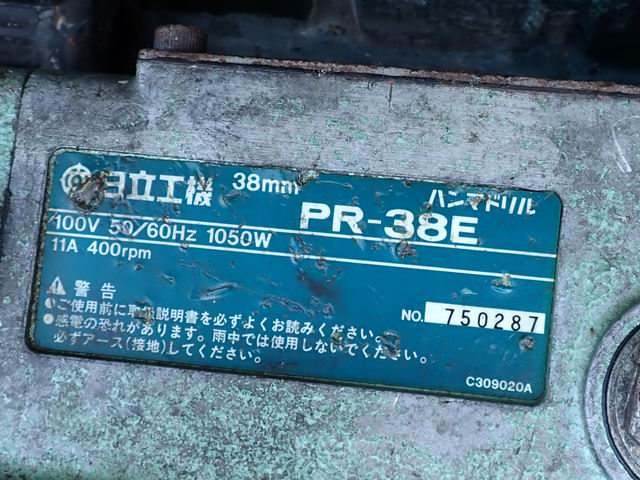 日立工機 38mm ハンマドリル
PR-38E
100V 50/60Hz 1050W
11A 400rpm
警告
ご使用前に取扱説明書を必ずよくお読みください。
感電の恐れがあります。雨中では使用しないでください。
必ずアース(接地)してください。
NO. 750287
C309020A